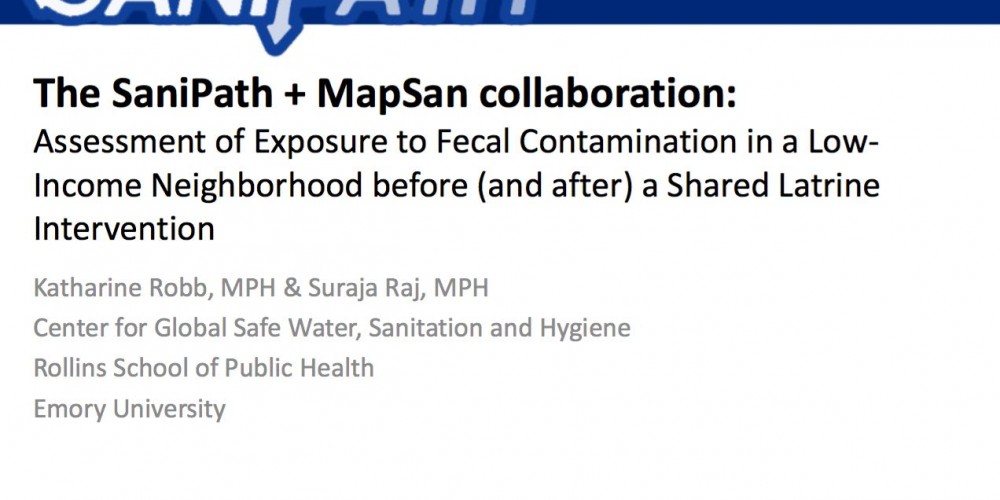 SANIPATH
The SaniPath + MapSan collaboration:
Assessment of Exposure to Fecal Contamination in a Low-
Income Neighborhood before (and after) a Shared Latrine
Intervention
Katharine Robb, MPH & Suraja Raj, MPH
Center for Global Safe Water, Sanitation and Hygiene
Rollins School of Public Health
Emory University